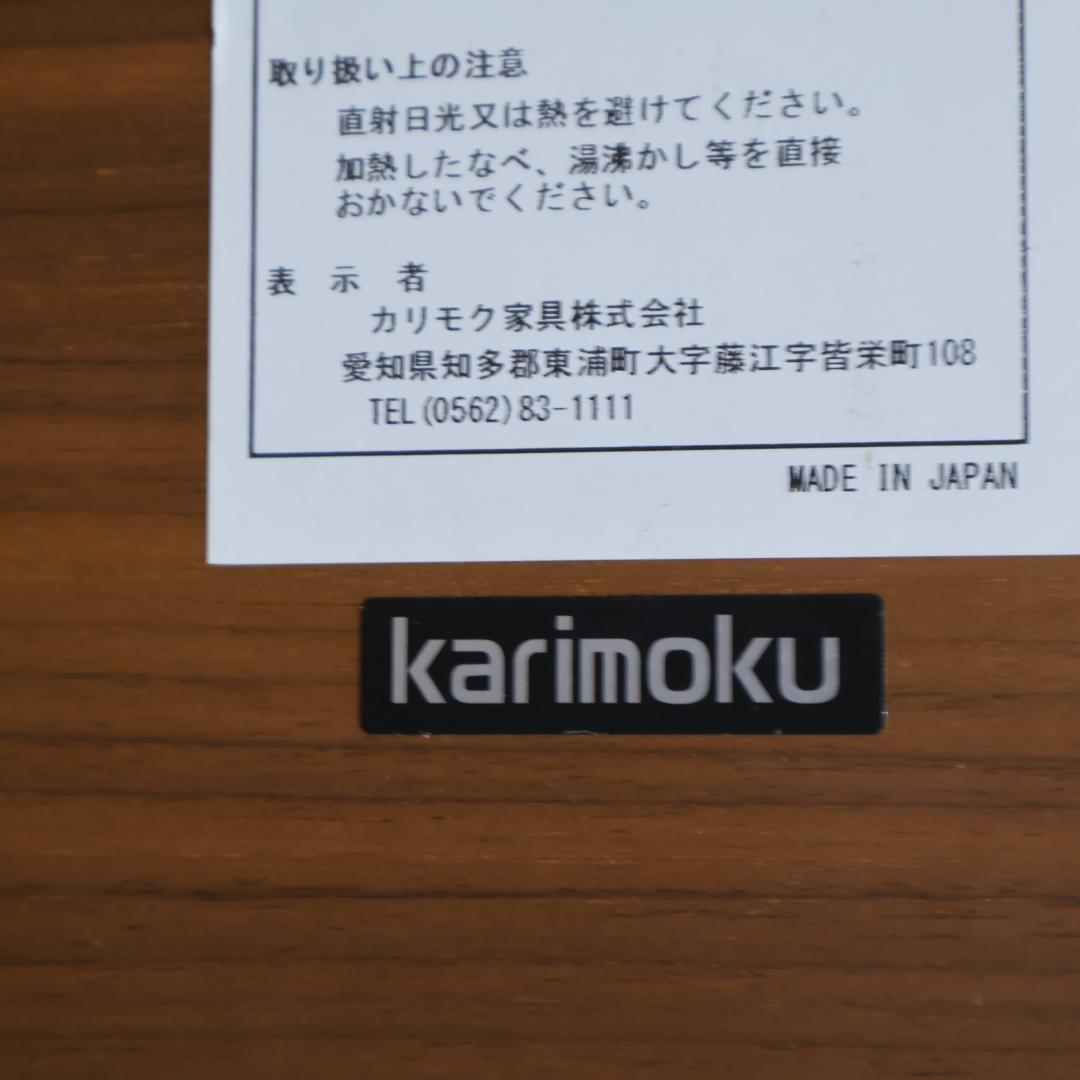 取り扱い上の注意
直射日光又は熱を避けてください。
加熱したなべ、湯沸かし等を直接
おかないでください。
表 示 者
カリモク家具株式会社
愛知県知多郡東浦町大字藤江字皆栄町108
TEL(0562)83-1111
MADE IN JAPAN
karimoku